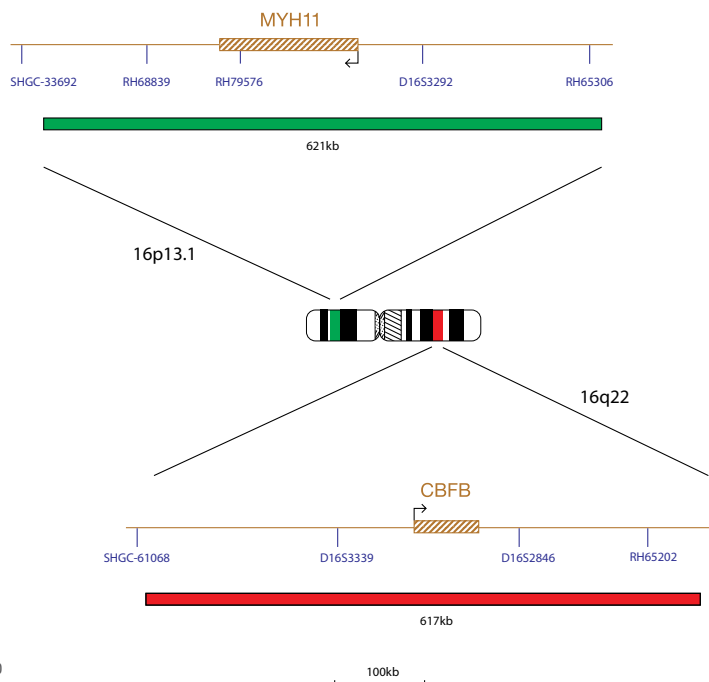 MYH11
SHGC-33692 RH68839 RH79576 D16S3292 RH65306
621kb
16p13.1
16q22
CBFB
SHGC-61068 D16S3339 D16S2846 RH65202
617kb
100kb